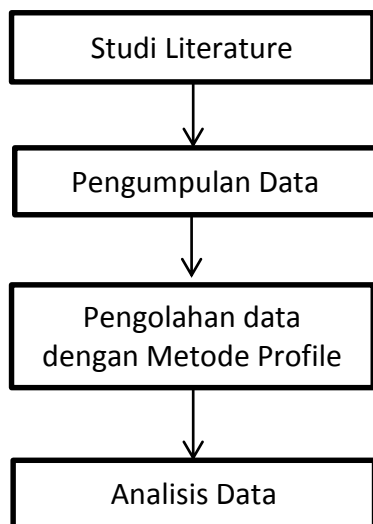 Studi Literature
Pengumpulan Data
Pengolahan data
dengan Metode Profile
Analisis Data